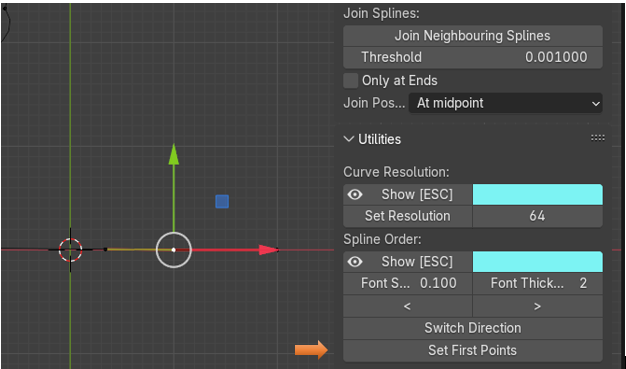 Join Splines:
Join Neighbouring Splines
Threshold 0.001000
Only at Ends
Join Pos... At midpoint
Utilities
Curve Resolution:
Show [ESC]
Set Resolution 64
Spline Order:
Show [ESC]
Font S... 0.100 Font Thick... 2
< >
Switch Direction
Set First Points